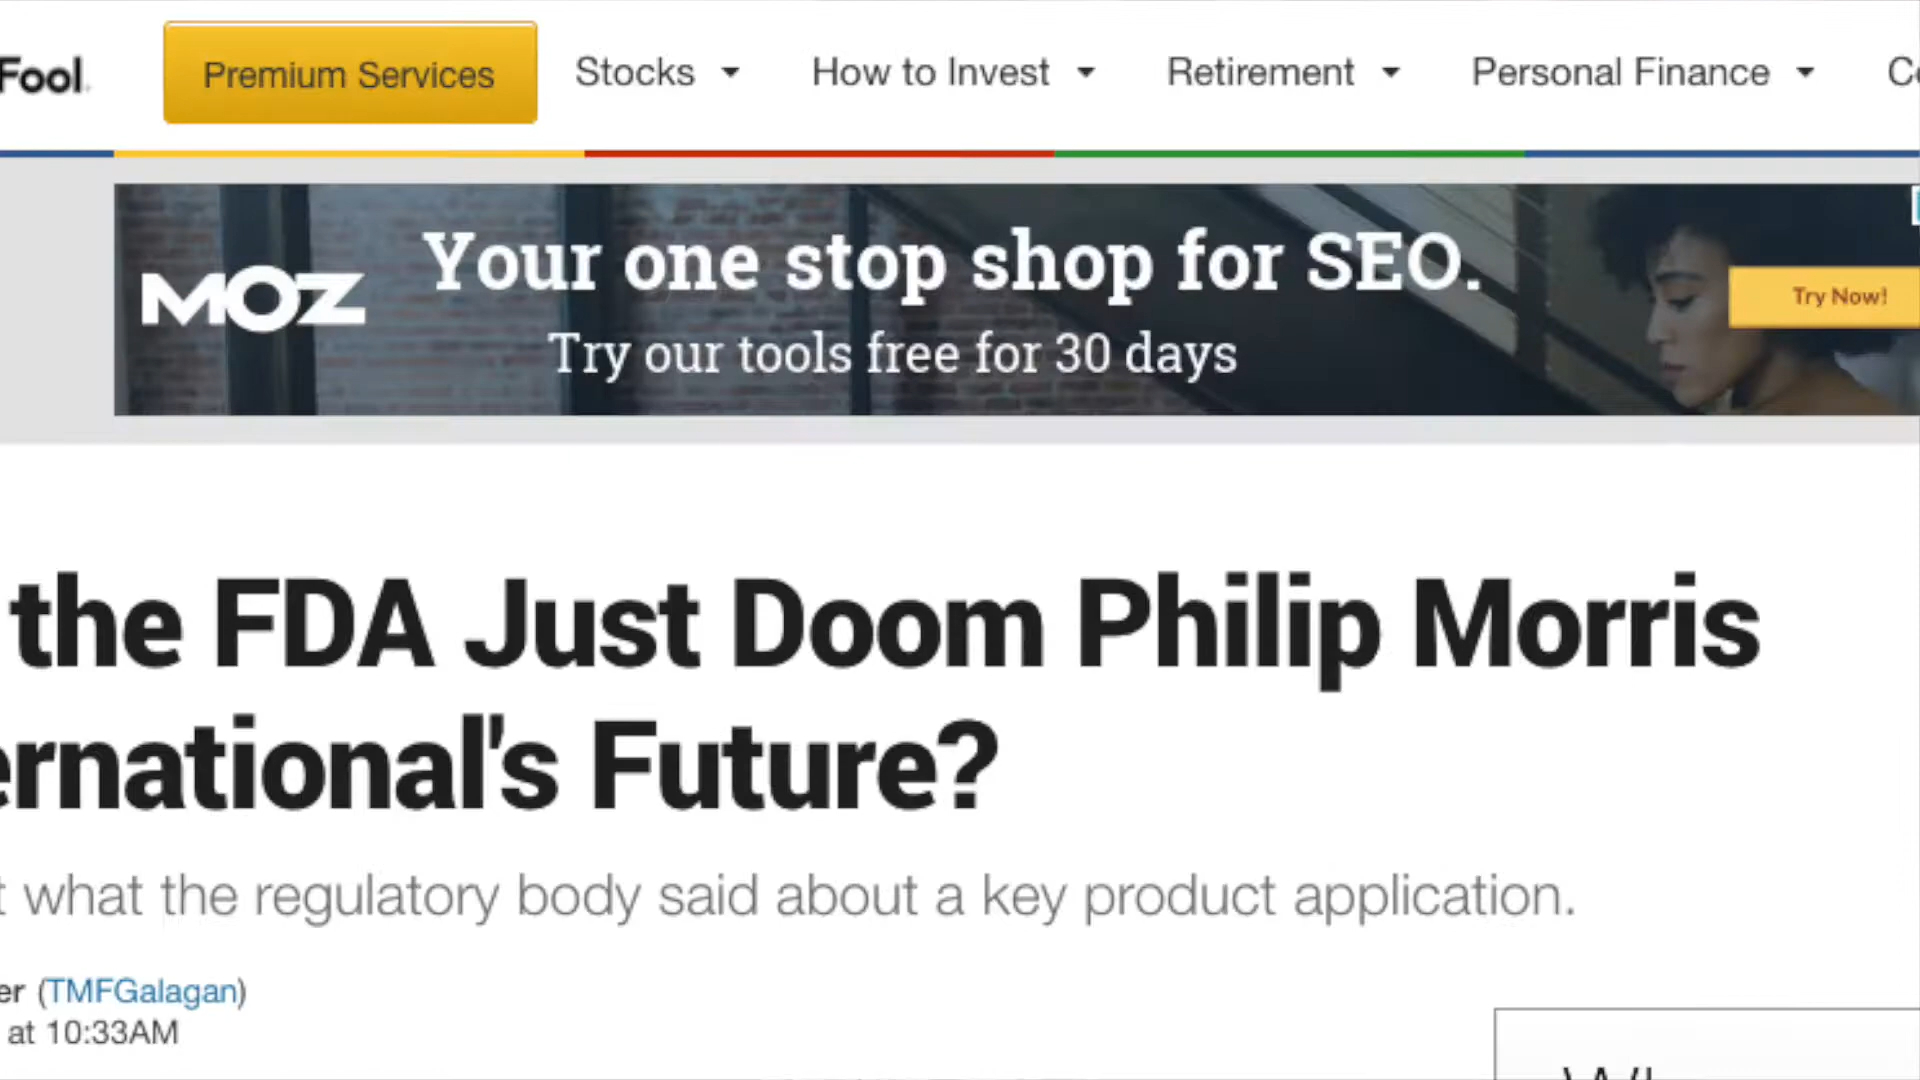 Fool.
Premium Services
Stocks
How to Invest
Retirement
Personal Finance
MOZ
Your one stop shop for SEO.
Try our tools free for 30 days
Try Now!
the FDA Just Doom Philip Morris
ernational's Future?
what the regulatory body said about a key product application.
er (TMFGalagan)
at 10:33AM